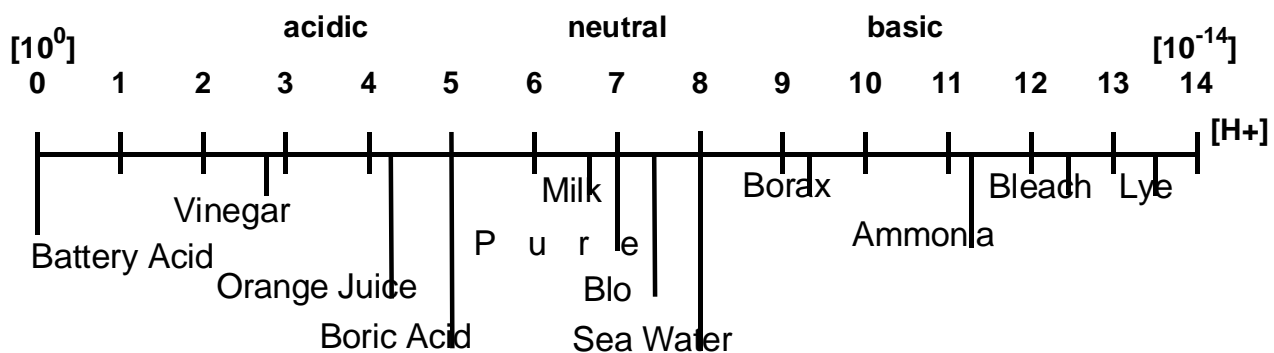 acidic neutral basic
[10⁰] [10⁻¹⁴]
0 1 2 3 4 5 6 7 8 9 10 11 12 13 14
[H+]
Milk Borax Bleach Lye
Vinegar
Pure Ammonia
Battery Acid
Orange Juice Blo
Boric Acid Sea Water